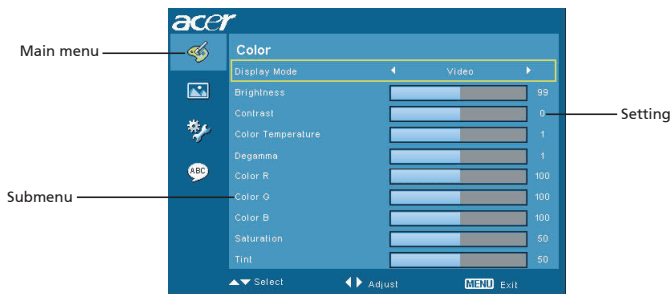 acer
Main menu
Color
Display Mode Video
Brightness 99
Contrast 0
Setting
Color Temperature 1
Degamma 1
ABC
Color R 100
Submenu
Color G 100
Color B 100
Saturation 50
Tint 50
Select Adjust MENU Exit